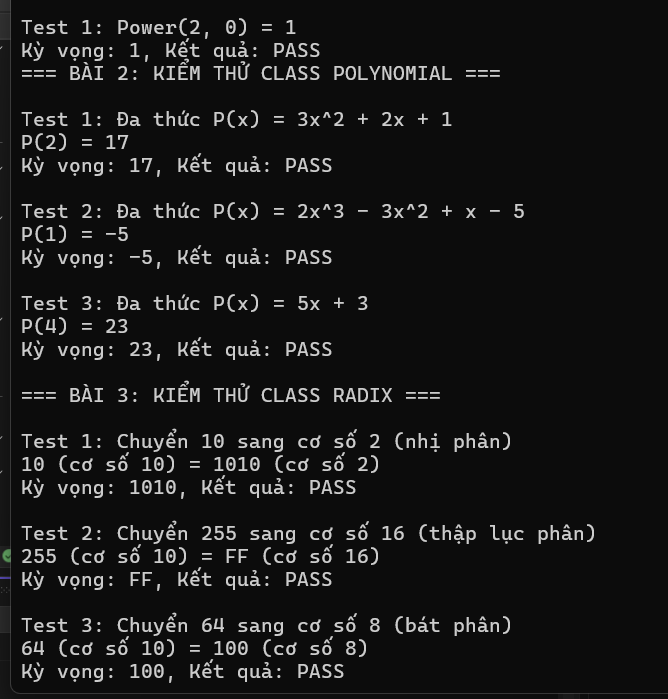 Test 1: Power(2, 0) = 1
Kỳ vọng: 1, Kết quả: PASS
=== BÀI 2: KIỂM THỬ CLASS POLYNOMIAL ===
Test 1: Đa thức P(x) = 3x^2 + 2x + 1
P(2) = 17
Kỳ vọng: 17, Kết quả: PASS
Test 2: Đa thức P(x) = 2x^3 - 3x^2 + x - 5
P(1) = -5
Kỳ vọng: -5, Kết quả: PASS
Test 3: Đa thức P(x) = 5x + 3
P(4) = 23
Kỳ vọng: 23, Kết quả: PASS
=== BÀI 3: KIỂM THỬ CLASS RADIX ===
Test 1: Chuyển 10 sang cơ số 2 (nhị phân)
10 (cơ số 10) = 1010 (cơ số 2)
Kỳ vọng: 1010, Kết quả: PASS
Test 2: Chuyển 255 sang cơ số 16 (thập lục phân)
255 (cơ số 10) = FF (cơ số 16)
Kỳ vọng: FF, Kết quả: PASS
Test 3: Chuyển 64 sang cơ số 8 (bát phân)
64 (cơ số 10) = 100 (cơ số 8)
Kỳ vọng: 100, Kết quả: PASS